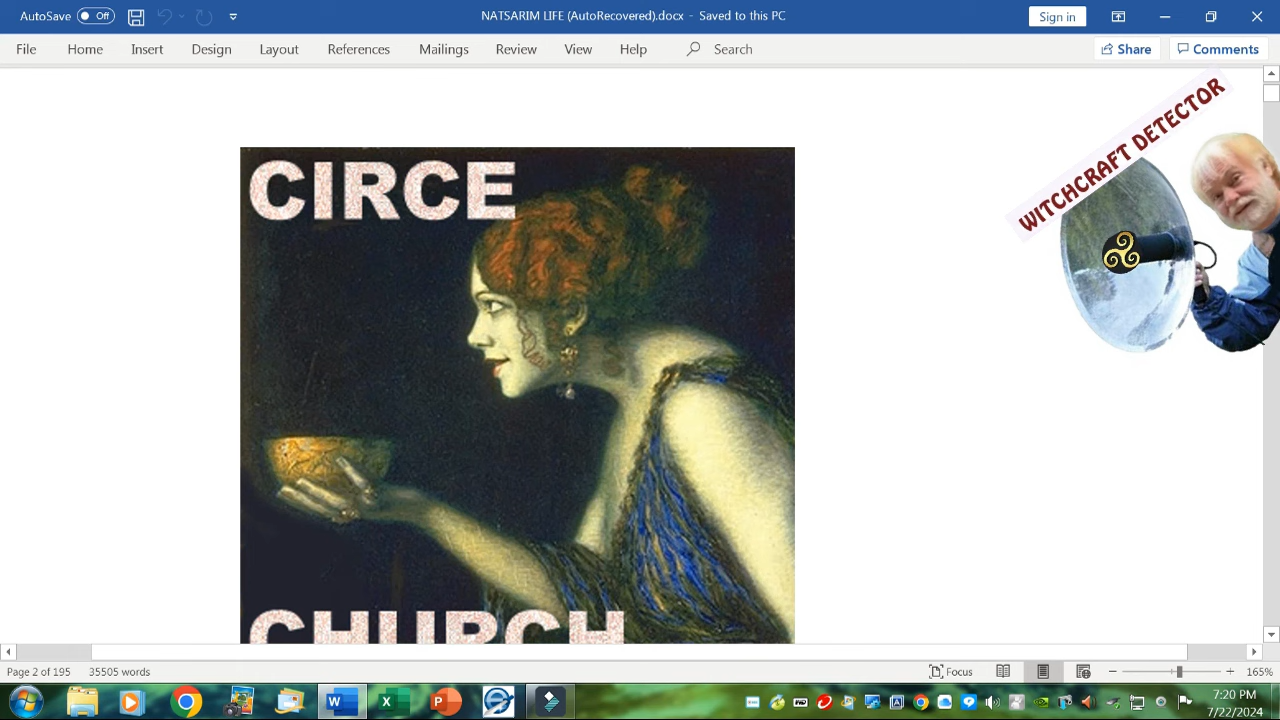 AutoSave Off NATSARIM LIFE (AutoRecovered).docx - Saved to this PC Sign in
File Home Insert Design Layout References Mailings Review View Help Search Share Comments
WITCHCRAFT DETECTOR
CIRCE
CHURCH
Page 2 of 195 35505 words Focus 165%
7:20 PM
7/22/2024